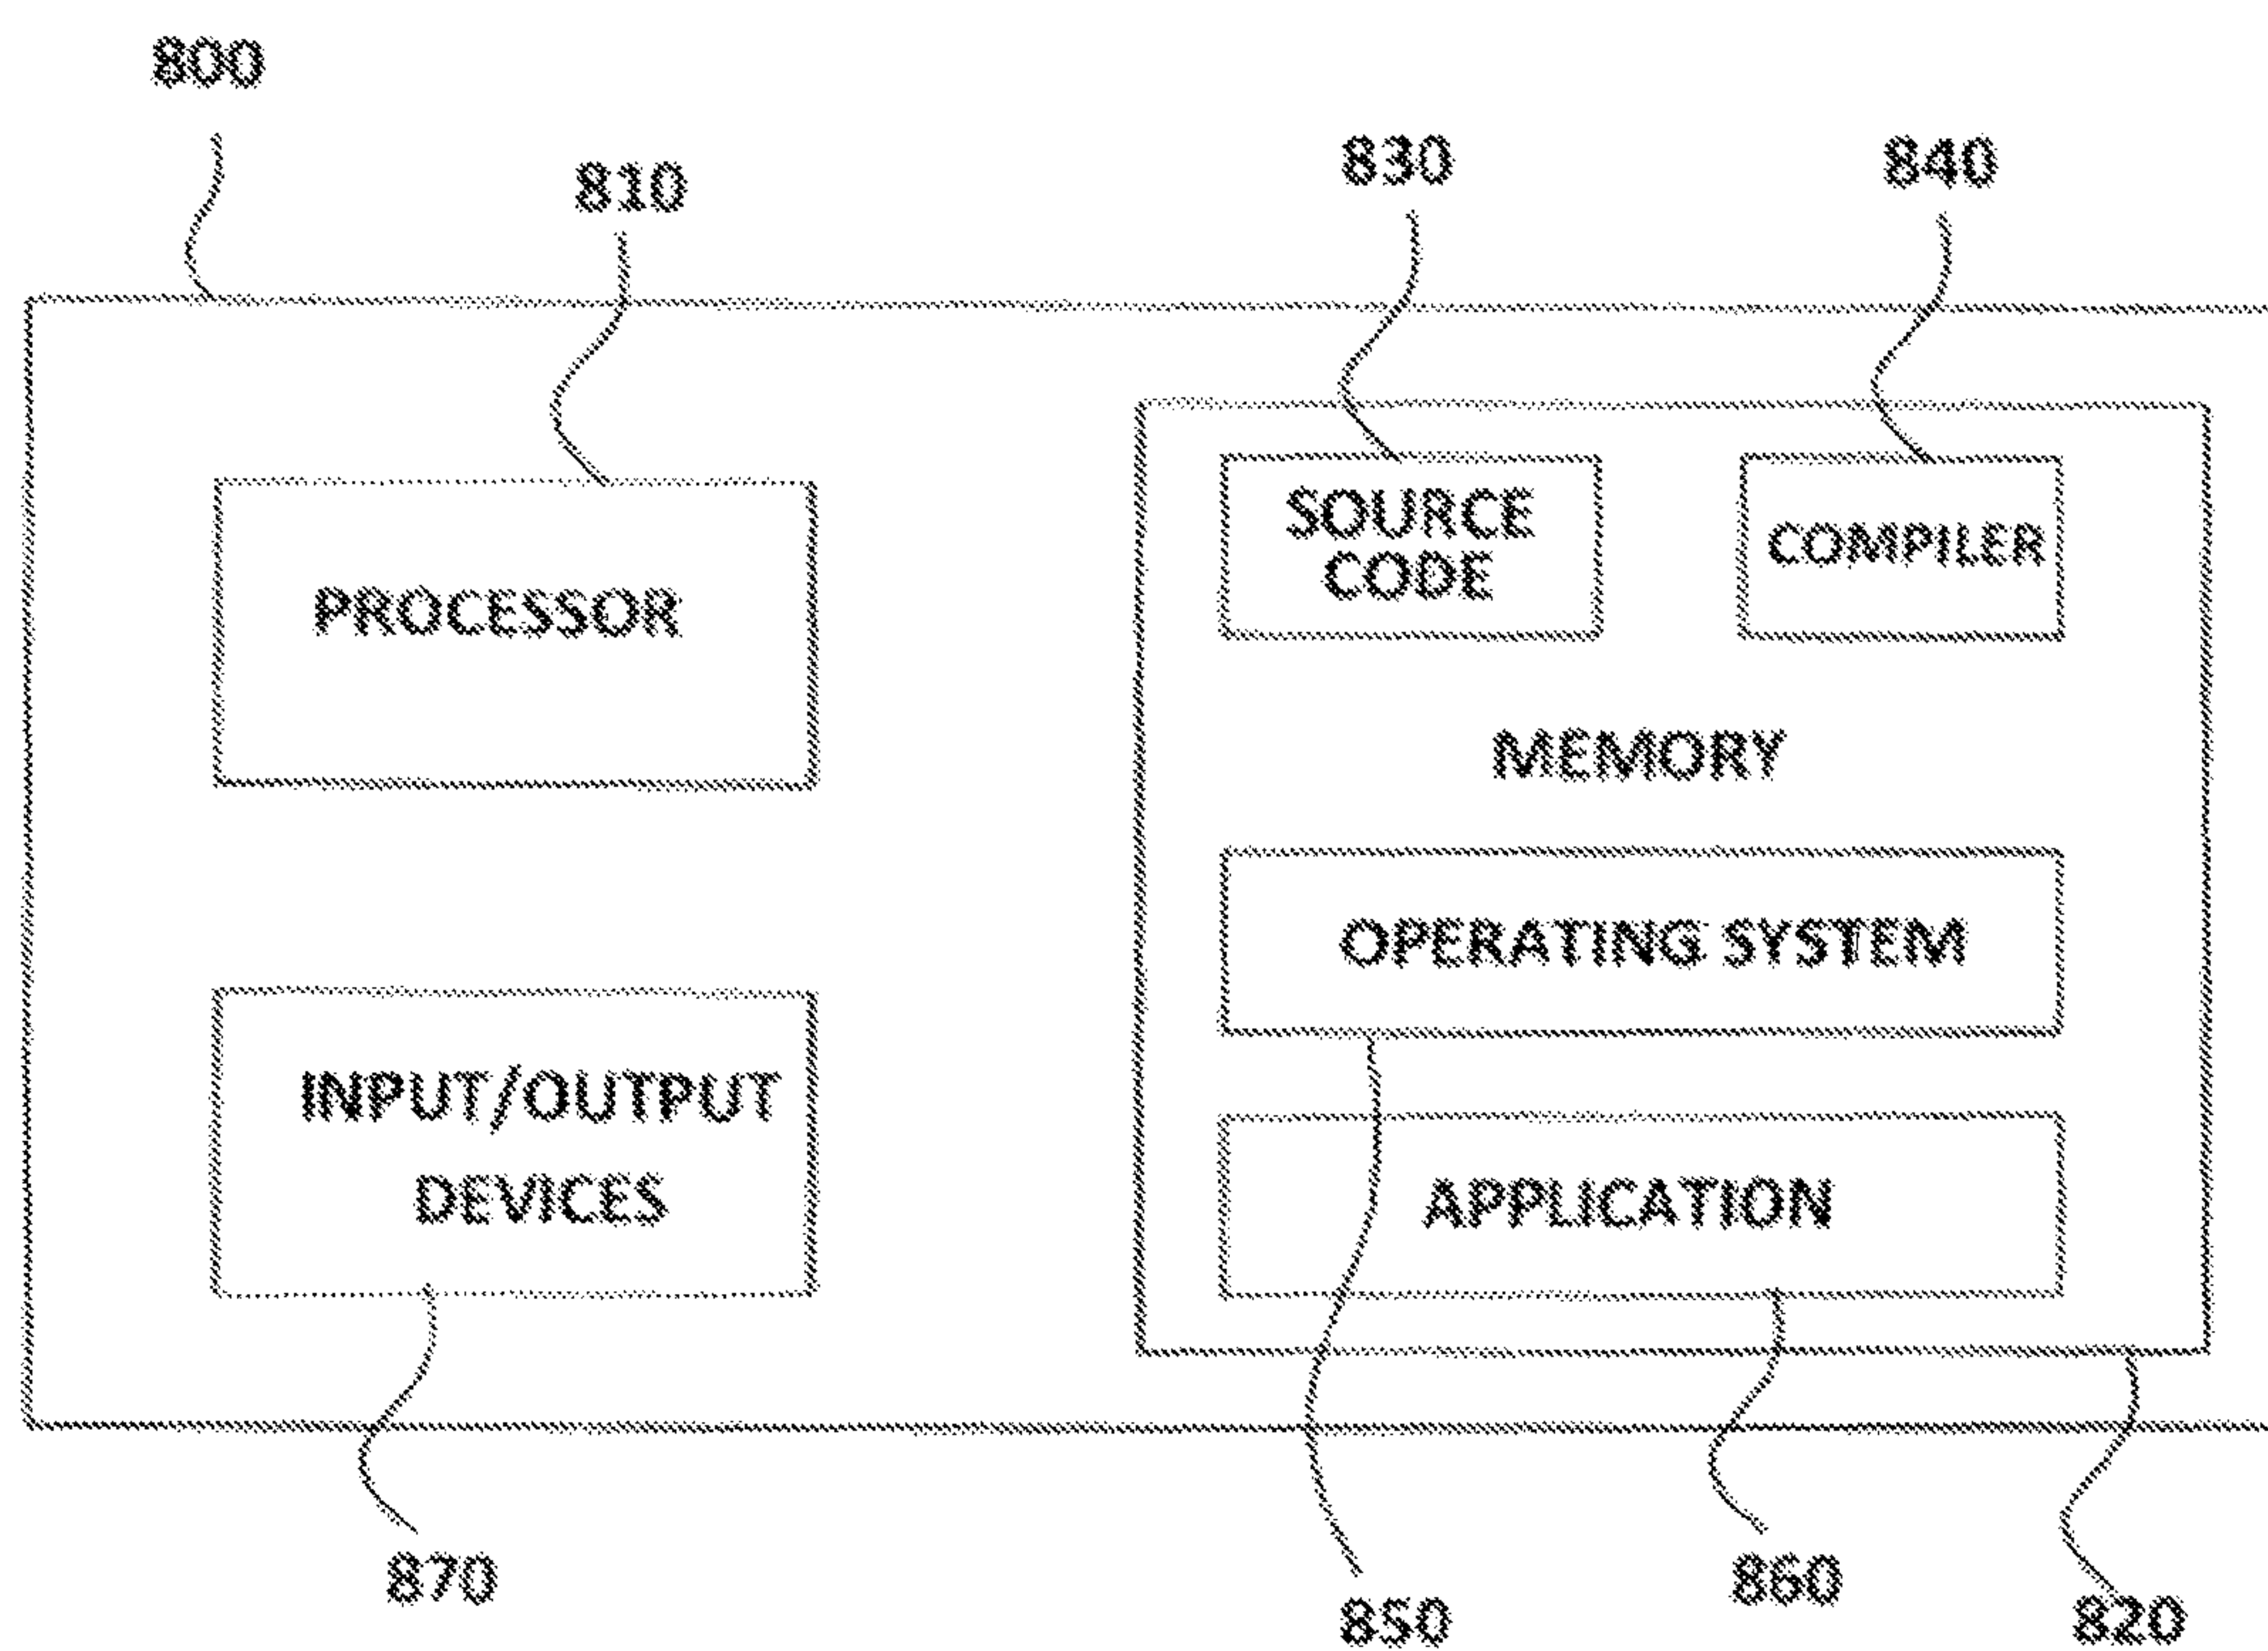 800
810
830
840
SOURCE
CODE
COMPILER
PROCESSOR
MEMORY
OPERATING SYSTEM
INPUT/OUTPUT
DEVICES
APPLICATION
870
850
860
820